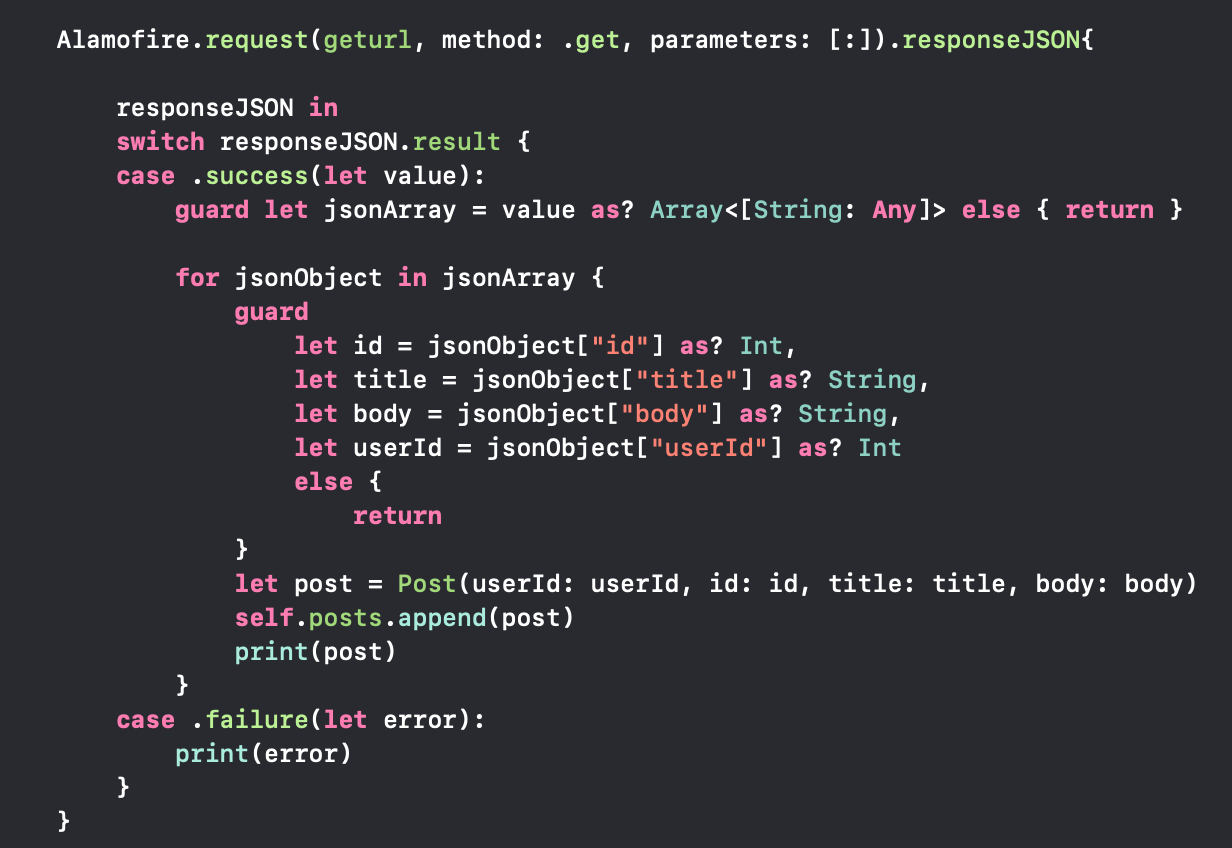 Alamofire.request(geturl, method: .get, parameters: [:]).responseJSON{
responseJSON in
switch responseJSON.result {
case .success(let value):
guard let jsonArray = value as? Array<[String: Any]> else { return }
for jsonObject in jsonArray {
guard
let id = jsonObject["id"] as? Int,
let title = jsonObject["title"] as? String,
let body = jsonObject["body"] as? String,
let userId = jsonObject["userId"] as? Int
else {
return
}
let post = Post(userId: userId, id: id, title: title, body: body)
self.posts.append(post)
print(post)
}
case .failure(let error):
print(error)
}
}